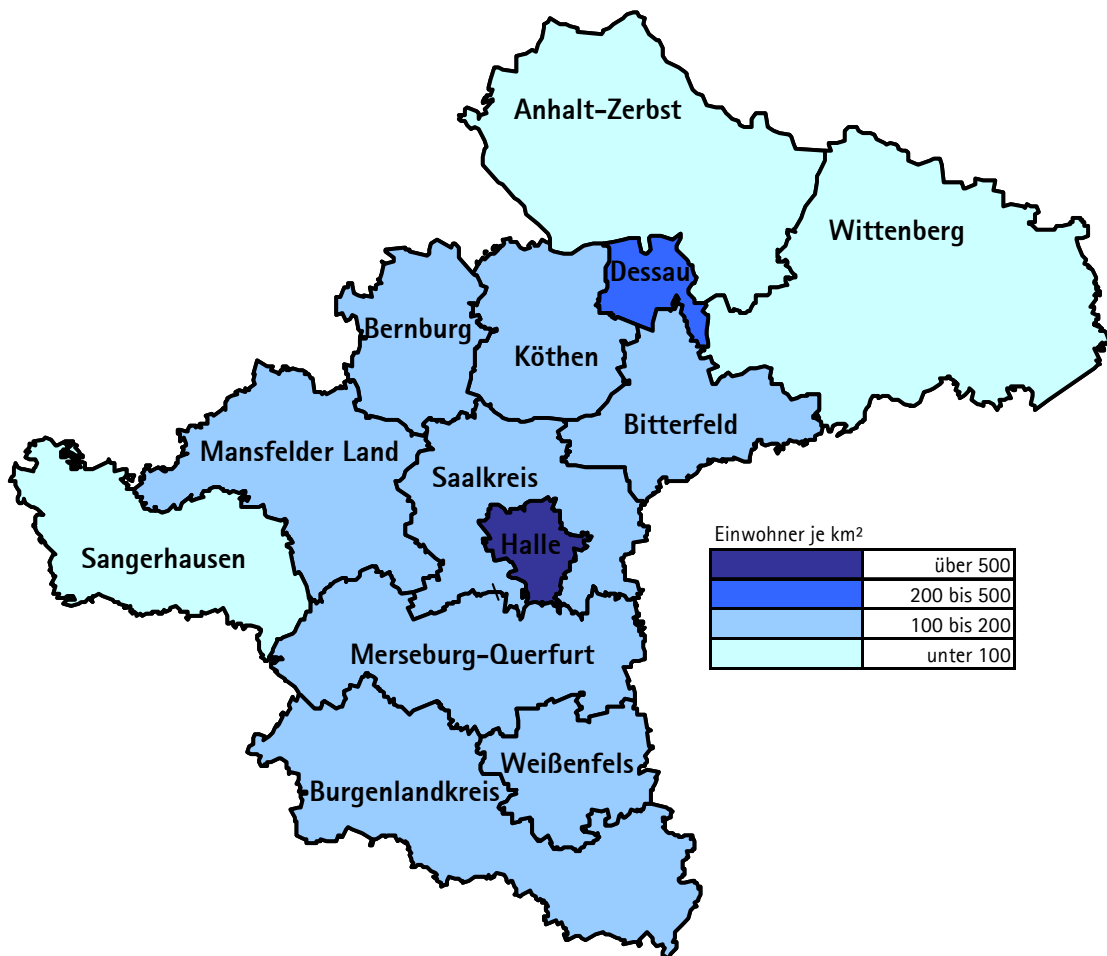 Anhalt-Zerbst
Wittenberg
Dessau
Bernburg
Köthen
Bitterfeld
Mansfelder Land
Saalkreis
Sangerhausen
Halle
Einwohner je km²
über 500
200 bis 500
100 bis 200
unter 100
Merseburg-Querfurt
Weißenfels
Burgenlandkreis